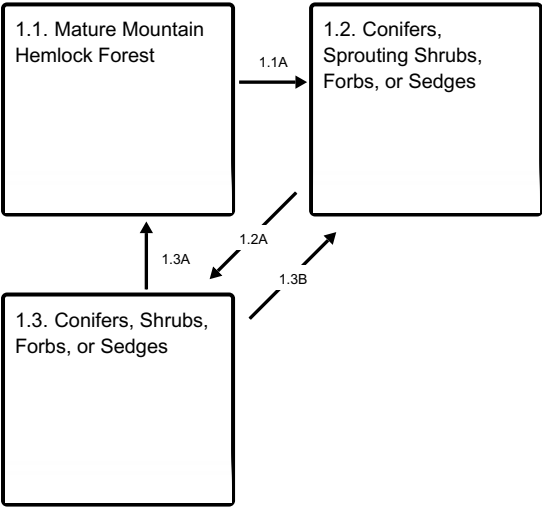 1.1. Mature Mountain
Hemlock Forest
1.1A
1.2. Conifers,
Sprouting Shrubs,
Forbs, or Sedges
1.2A
1.3A
1.3B
1.3. Conifers, Shrubs,
Forbs, or Sedges